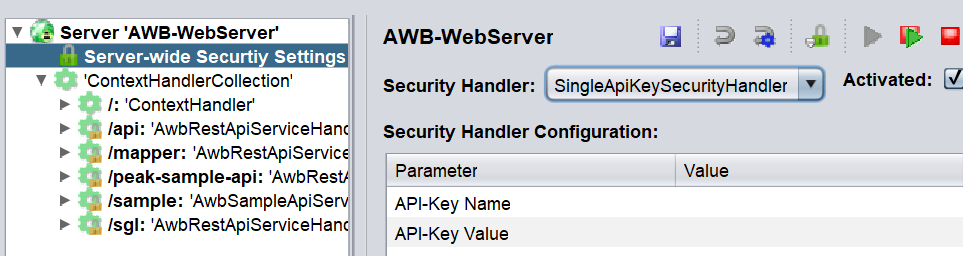 Server 'AWB-WebServer'
Server-wide Securtiy Settings
'ContextHandlerCollection'
/: 'ContextHandler'
/api: 'AwbRestApiServiceHand
/mapper: 'AwbRestApiService
/peak-sample-api: 'AwbRestA
/sample: 'AwbSampleApiServ
/sgl: 'AwbRestApiServiceHand
AWB-WebServer
Security Handler: SingleApiKeySecurityHandler Activated:
Security Handler Configuration:
Parameter Value
API-Key Name
API-Key Value